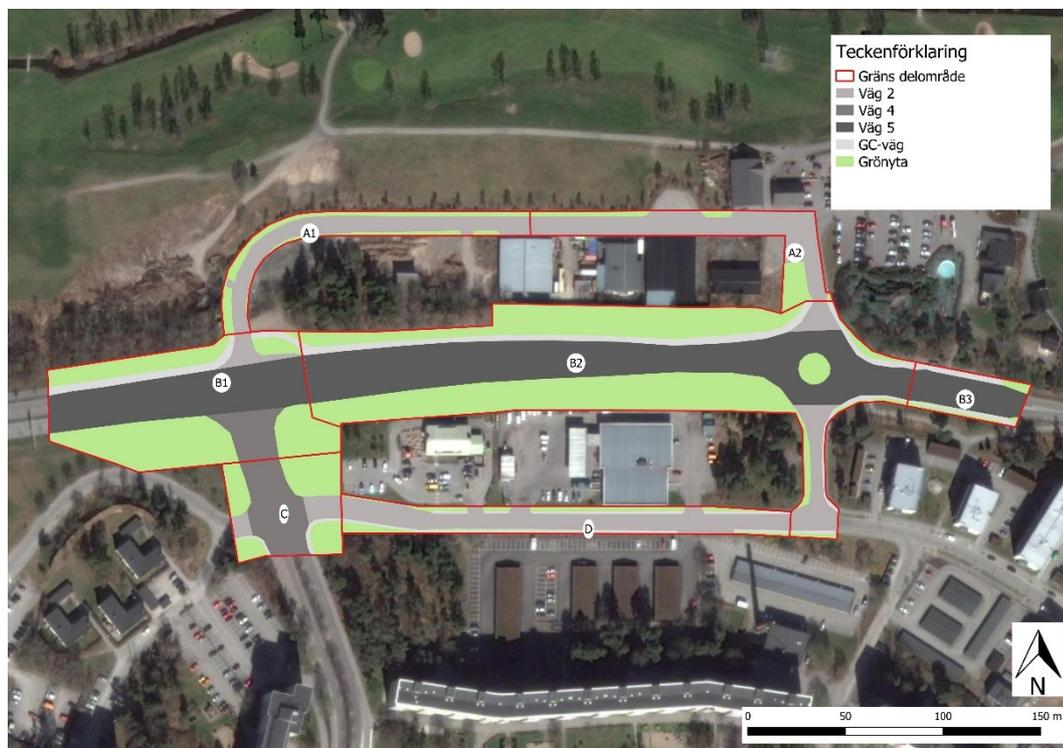 Teckenförklaring
Gräns delområde
Väg 2
Väg 4
Väg 5
GC-väg
Grönyta
A1
A2
B1
B2
B3
C
D
N
0 50 100 150 m